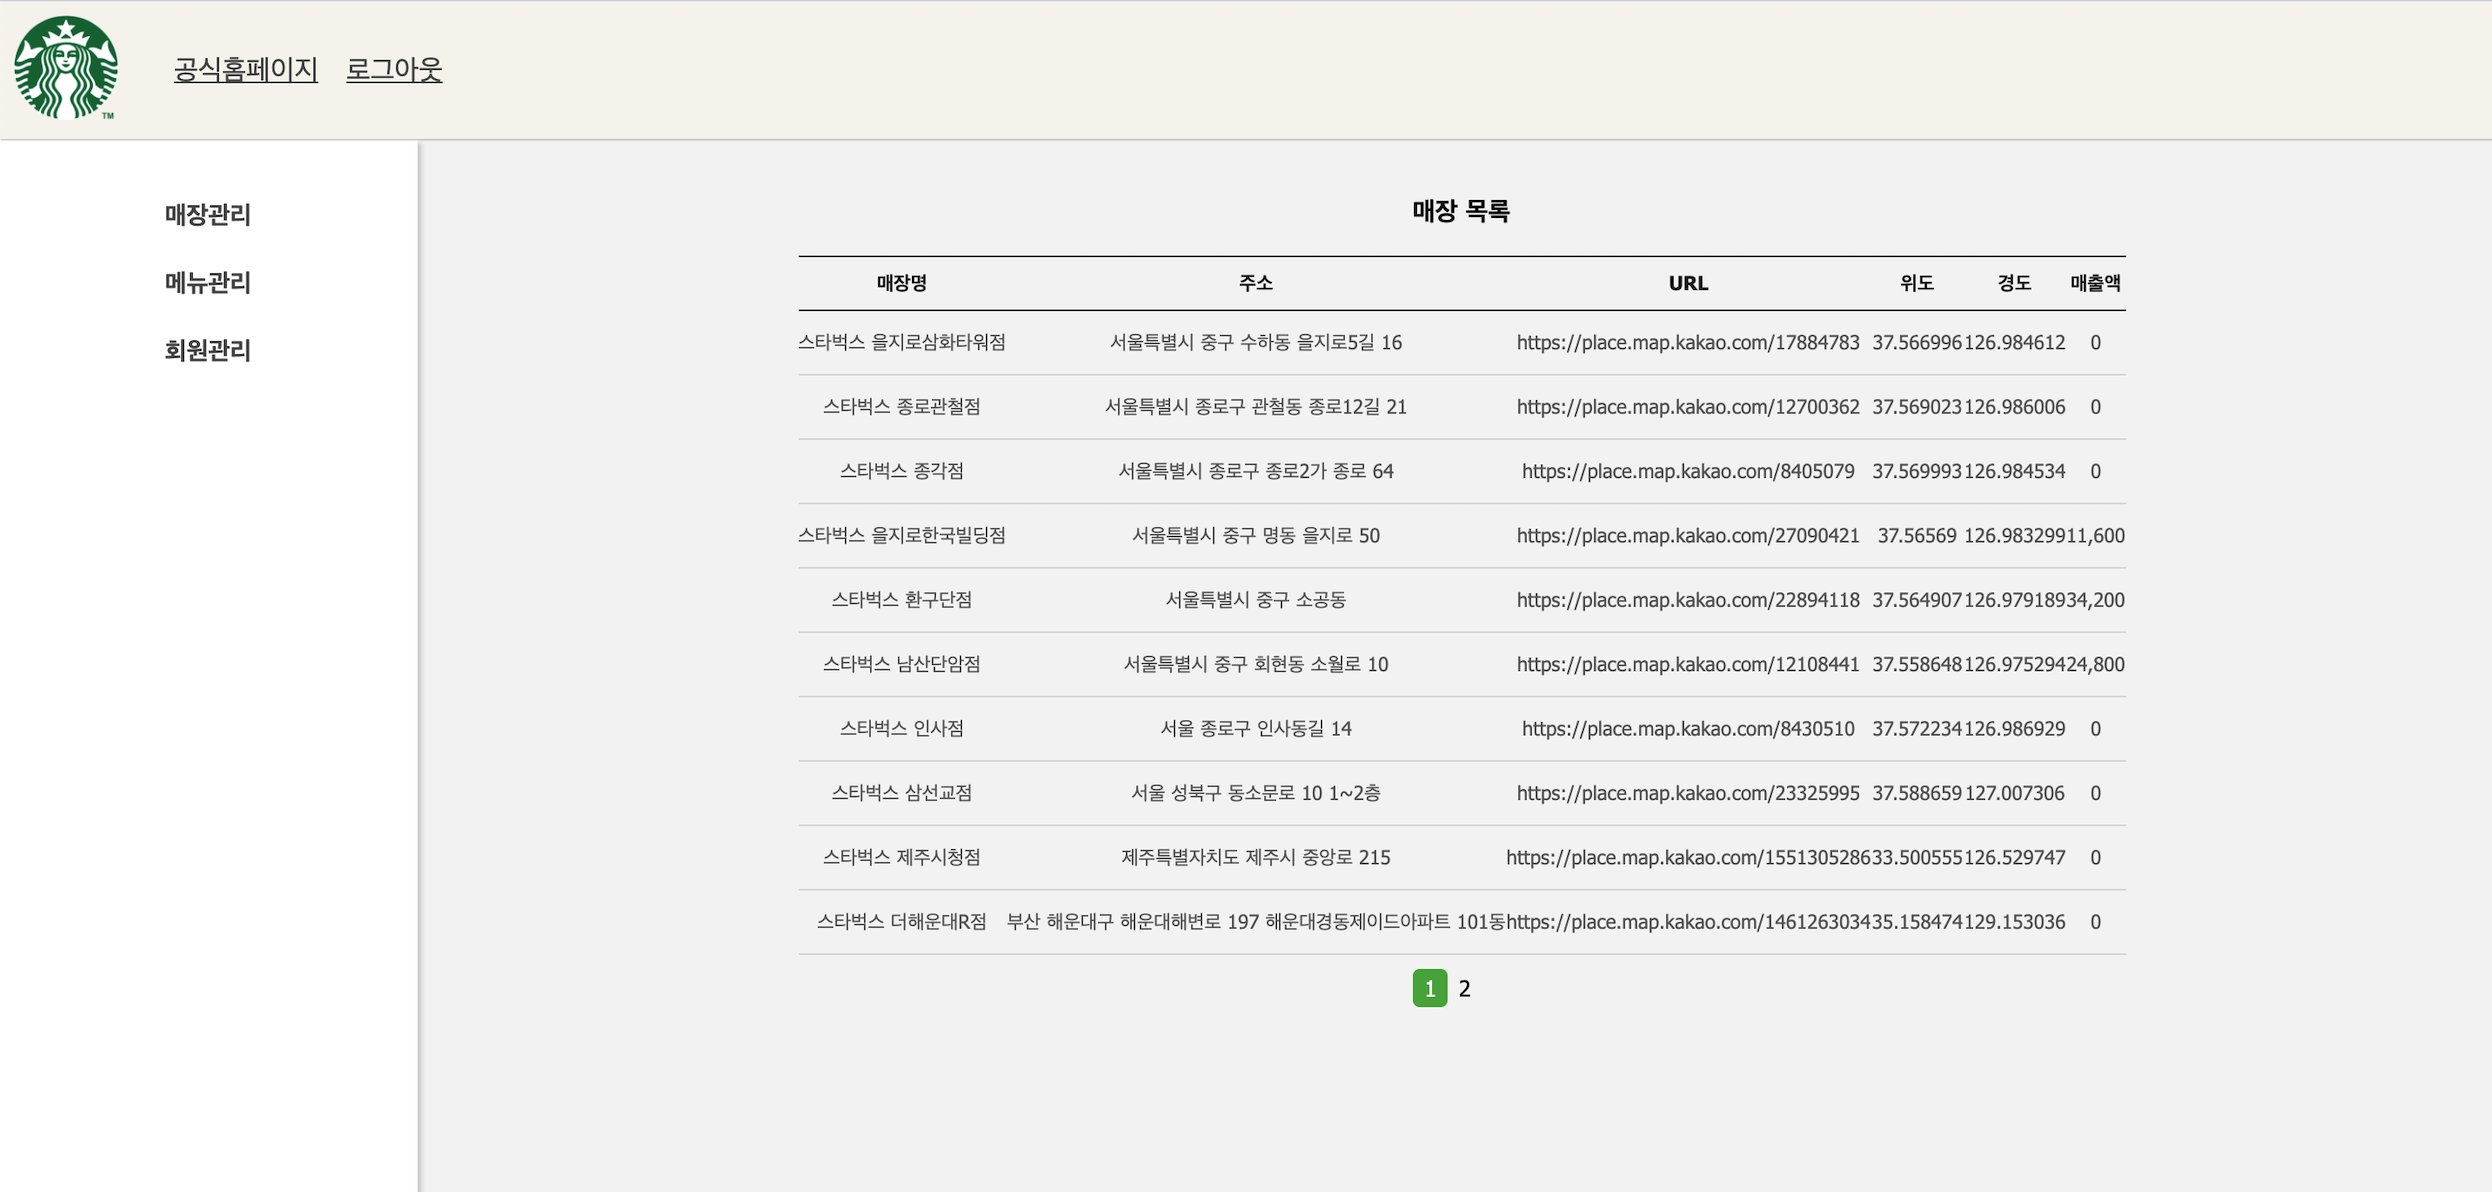 공식홈페이지 로그아웃
TM
매장관리
메뉴관리
회원관리
매장 목록
매장명 주소 URL 위도 경도 매출액
스타벅스 을지로삼화타워점 서울특별시 중구 수하동 을지로5길 16 https://place.map.kakao.com/17884783 37.566996 126.984612 0
스타벅스 종로관철점 서울특별시 종로구 관철동 종로12길 21 https://place.map.kakao.com/12700362 37.569023 126.986006 0
스타벅스 종각점 서울특별시 종로구 종로2가 종로 64 https://place.map.kakao.com/8405079 37.569993 126.984534 0
스타벅스 을지로한국빌딩점 서울특별시 중구 명동 을지로 50 https://place.map.kakao.com/27090421 37.56569 126.983299 11,600
스타벅스 환구단점 서울특별시 중구 소공동 https://place.map.kakao.com/22894118 37.564907 126.979189 34,200
스타벅스 남산단암점 서울특별시 중구 회현동 소월로 10 https://place.map.kakao.com/12108441 37.558648 126.975294 24,800
스타벅스 인사점 서울 종로구 인사동길 14 https://place.map.kakao.com/8430510 37.572234 126.986929 0
스타벅스 삼선교점 서울 성북구 동소문로 10 1~2층 https://place.map.kakao.com/23325995 37.588659 127.007306 0
스타벅스 제주시청점 제주특별자치도 제주시 중앙로 215 https://place.map.kakao.com/1551305286 33.500555 126.529747 0
스타벅스 더해운대R점 부산 해운대구 해운대해변로 197 해운대경동제이드아파트 101동 https://place.map.kakao.com/1461263034 35.158474 129.153036 0
1 2